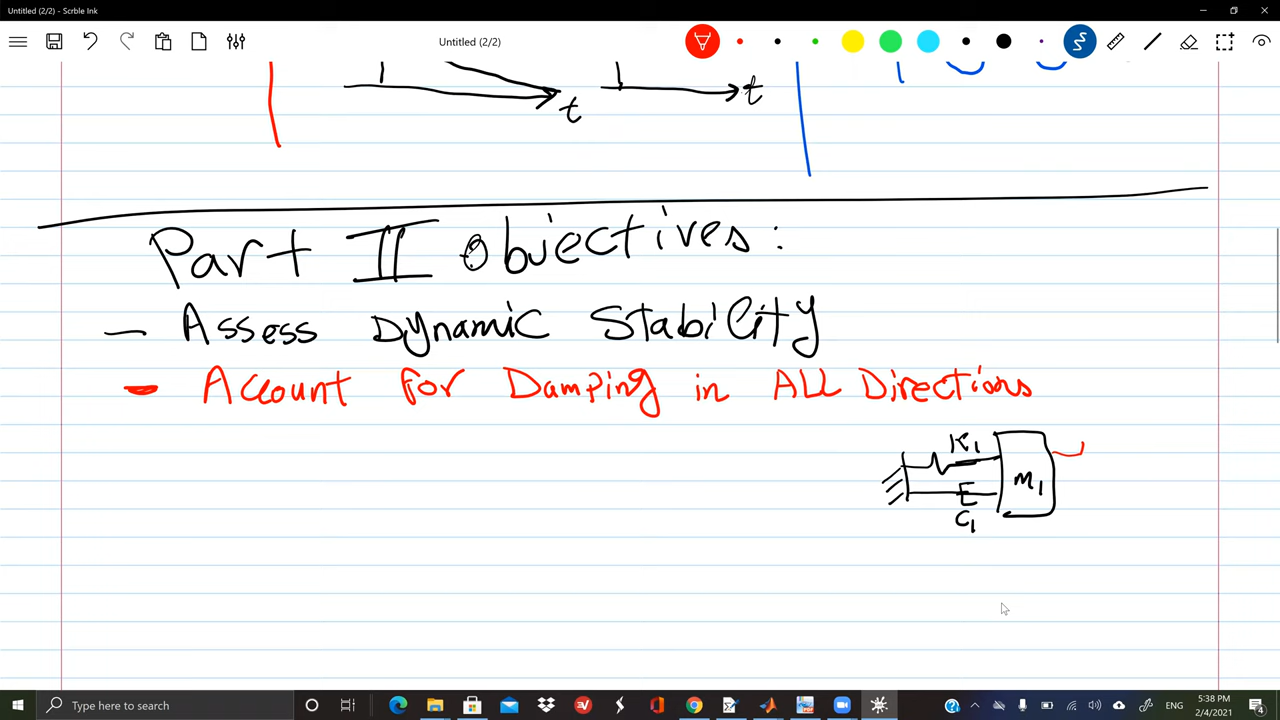 Untitled (2/2) - Scrble Ink
Untitled (2/2)
t
t
Part II Objectives:
- Assess Dynamic Stability
- Account for Damping in ALL Directions
K1
m1
C1
Type here to search
5:38 PM
2/4/2021
4